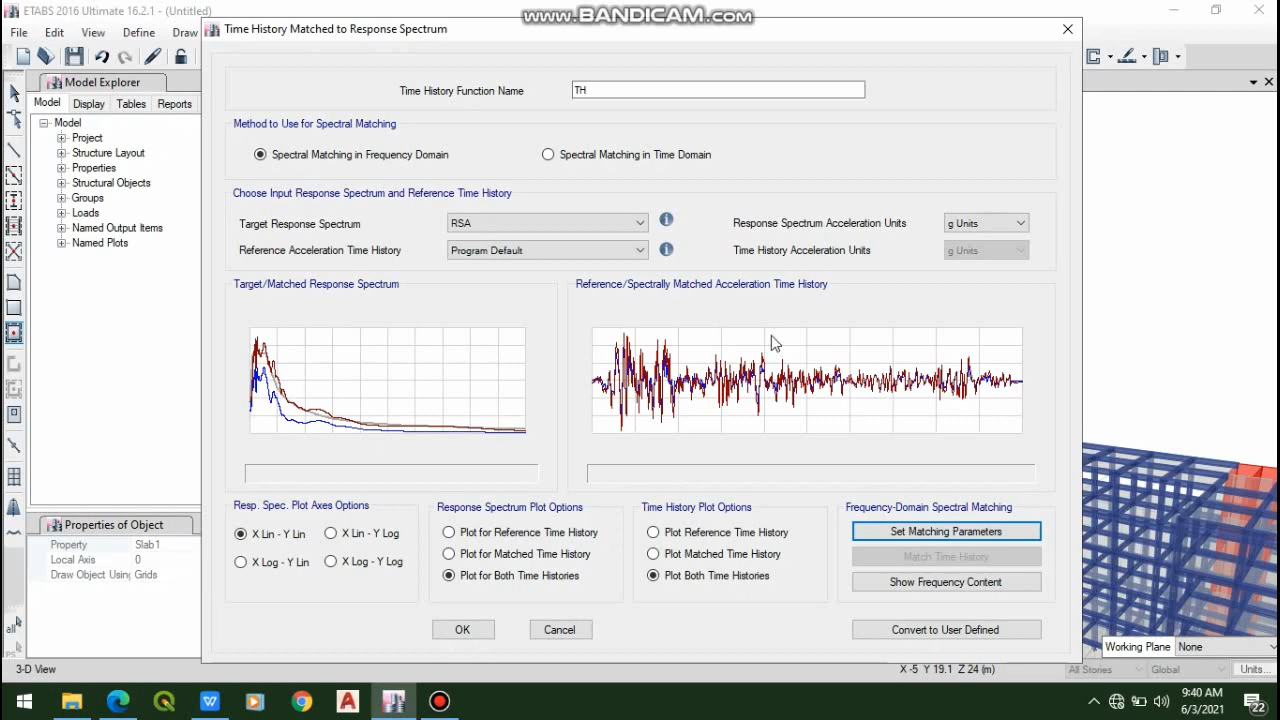 ETABS 2016 Ultimate 16.2.1 - (Untitled)
www.BANDICAM.com
File Edit View Define Draw
Time History Matched to Response Spectrum
Model Explorer
Model Display Tables Reports
Model
Project
Structure Layout
Properties
Structural Objects
Groups
Loads
Named Output Items
Named Plots
Time History Function Name TH
Method to Use for Spectral Matching
Spectral Matching in Frequency Domain Spectral Matching in Time Domain
Choose Input Response Spectrum and Reference Time History
Target Response Spectrum RSA Response Spectrum Acceleration Units g Units
Reference Acceleration Time History Program Default Time History Acceleration Units g Units
Target/Matched Response Spectrum Reference/Spectrally Matched Acceleration Time History
Resp. Spec. Plot Axes Options
X Lin - Y Lin X Lin - Y Log
X Log - Y Lin X Log - Y Log
Response Spectrum Plot Options
Plot for Reference Time History
Plot for Matched Time History
Plot for Both Time Histories
Time History Plot Options
Plot Reference Time History
Plot Matched Time History
Plot Both Time Histories
Frequency-Domain Spectral Matching
Set Matching Parameters
Match Time History
Show Frequency Content
OK Cancel Convert to User Defined
Properties of Object
Property Slab1
Local Axis 0
Draw Object Using Grids
all
Working Plane None
3-D View X -5 Y 19.1 Z 24 (m) All Stories Global Units...
9:40 AM
6/3/2021
22